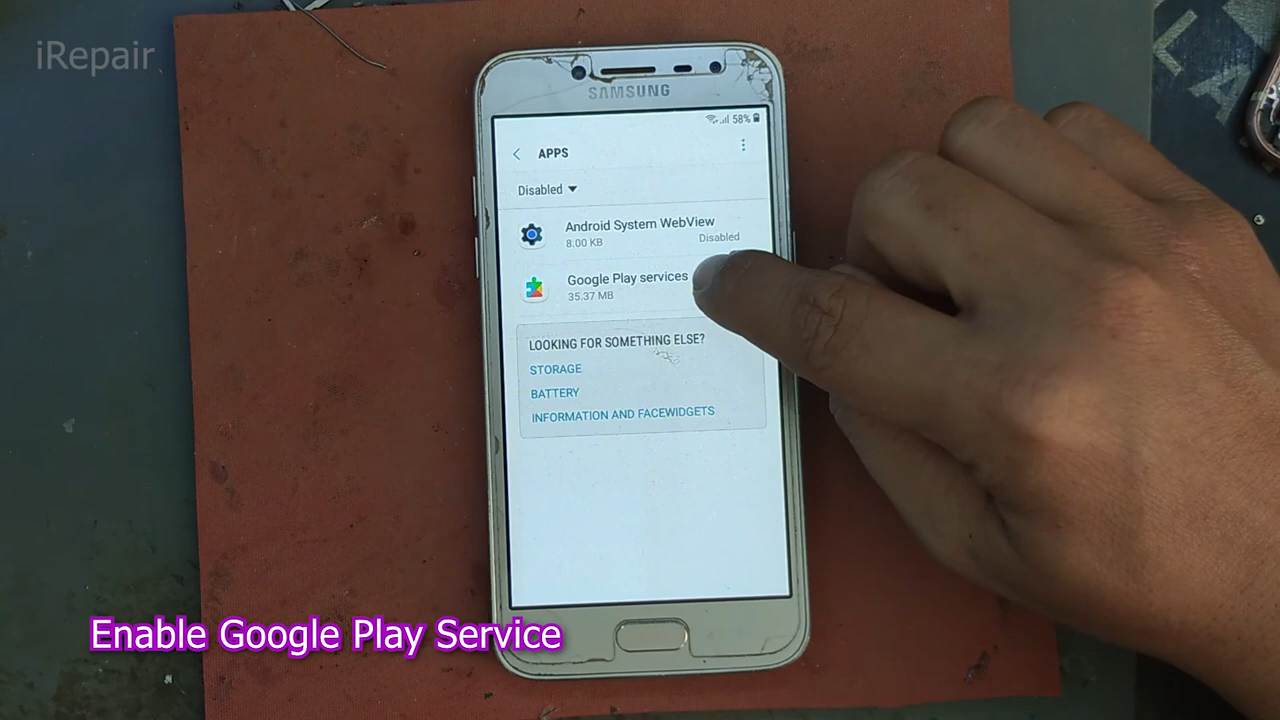 iRepair
SAMSUNG
58%
APPS
Disabled
Android System WebView
8.00 KB
Disabled
Google Play services
35.37 MB
LOOKING FOR SOMETHING ELSE?
STORAGE
BATTERY
INFORMATION AND FACEWIDGETS
Enable Google Play Service